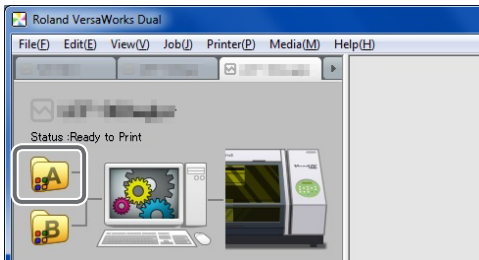 Roland VersaWorks Dual
File(F) Edit(E) View(V) Job(J) Printer(P) Media(M) Help(H)
Status :Ready to Print
A
B